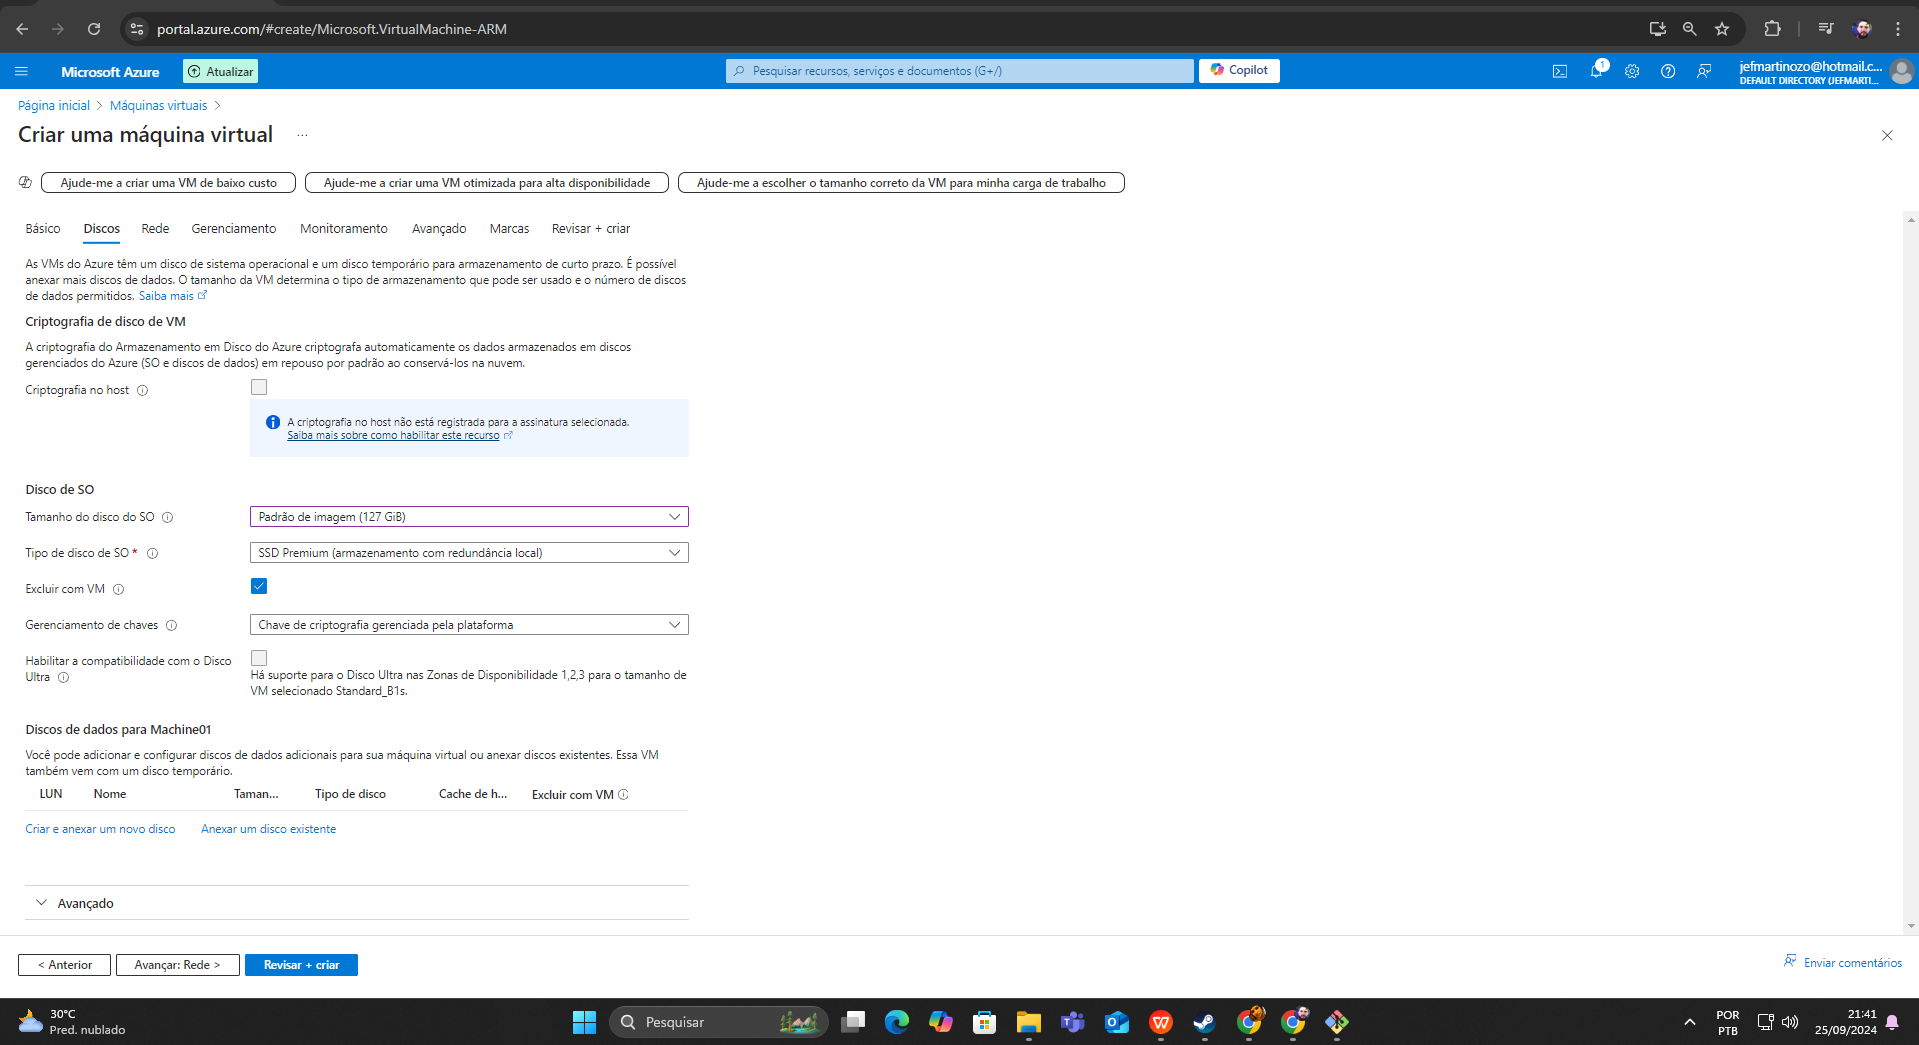 portal.azure.com/#create/Microsoft.VirtualMachine-ARM
Microsoft Azure
Atualizar
Pesquisar recursos, serviços e documentos (G+/)
Copilot
1
jefmartinozo@hotmail.c...
DEFAULT DIRECTORY (JEFMARTI...
Página inicial > Máquinas virtuais >
Criar uma máquina virtual ...
Ajude-me a criar uma VM de baixo custo
Ajude-me a criar uma VM otimizada para alta disponibilidade
Ajude-me a escolher o tamanho correto da VM para minha carga de trabalho
Básico Discos Rede Gerenciamento Monitoramento Avançado Marcas Revisar + criar
As VMs do Azure têm um disco de sistema operacional e um disco temporário para armazenamento de curto prazo. É possível
anexar mais discos de dados. O tamanho da VM determina o tipo de armazenamento que pode ser usado e o número de discos
de dados permitidos. Saiba mais
Criptografia de disco de VM
A criptografia do Armazenamento em Disco do Azure criptografa automaticamente os dados armazenados em discos
gerenciados do Azure (SO e discos de dados) em repouso por padrão ao conservá-los na nuvem.
Criptografia no host
A criptografia no host não está registrada para a assinatura selecionada.
Saiba mais sobre como habilitar este recurso
Disco de SO
Tamanho do disco do SO
Padrão de imagem (127 GiB)
Tipo de disco de SO *
SSD Premium (armazenamento com redundância local)
Excluir com VM
Gerenciamento de chaves
Chave de criptografia gerenciada pela plataforma
Habilitar a compatibilidade com o Disco
Ultra
Há suporte para o Disco Ultra nas Zonas de Disponibilidade 1,2,3 para o tamanho de
VM selecionado Standard_B1s.
Discos de dados para Machine01
Você pode adicionar e configurar discos de dados adicionais para sua máquina virtual ou anexar discos existentes. Essa VM
também vem com um disco temporário.
LUN Nome Taman... Tipo de disco Cache de h... Excluir com VM
Criar e anexar um novo disco Anexar um disco existente
Avançado
< Anterior
Avançar: Rede >
Revisar + criar
Enviar comentários
30°C
Pred. nublado
Pesquisar
POR
PTB
21:41
25/09/2024